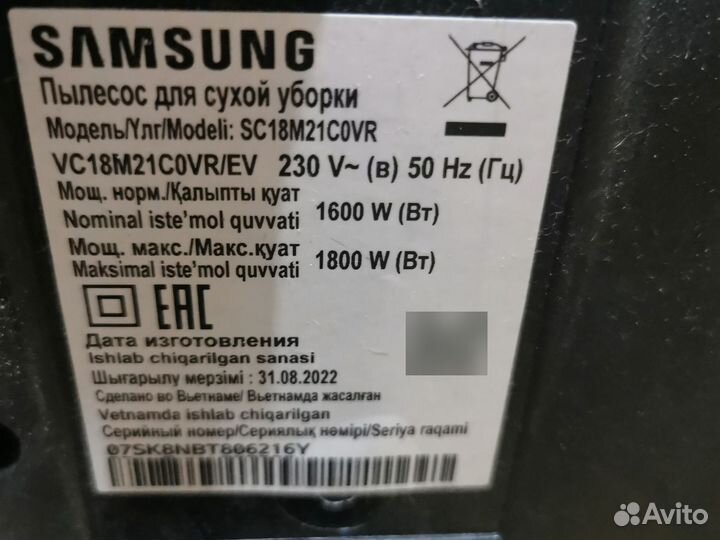 SAMSUNG
Пылесос для сухой уборки
Модель/Үлг/Modeli: SC18M21C0VR
VC18M21C0VR/EV 230 V~ (в) 50 Hz (Гц)
Мощ. норм./Қалыпты қуат
Nominal iste'mol quvvati 1600 W (Вт)
Мощ. макс./Макс.қуат
Maksimal iste'mol quvvati 1800 W (Вт)
EAC
Дата изготовления
Ishlab chiqarilgan sanasi
Шығарылу мерзімі : 31.08.2022
Сделано во Вьетнаме/ Вьетнамда жасалған
Vetnamda ishlab chiqarilgan
Серийный номер/Сериялық нөмірі/Seriya raqami
07SK8NBT806216Y
Avito